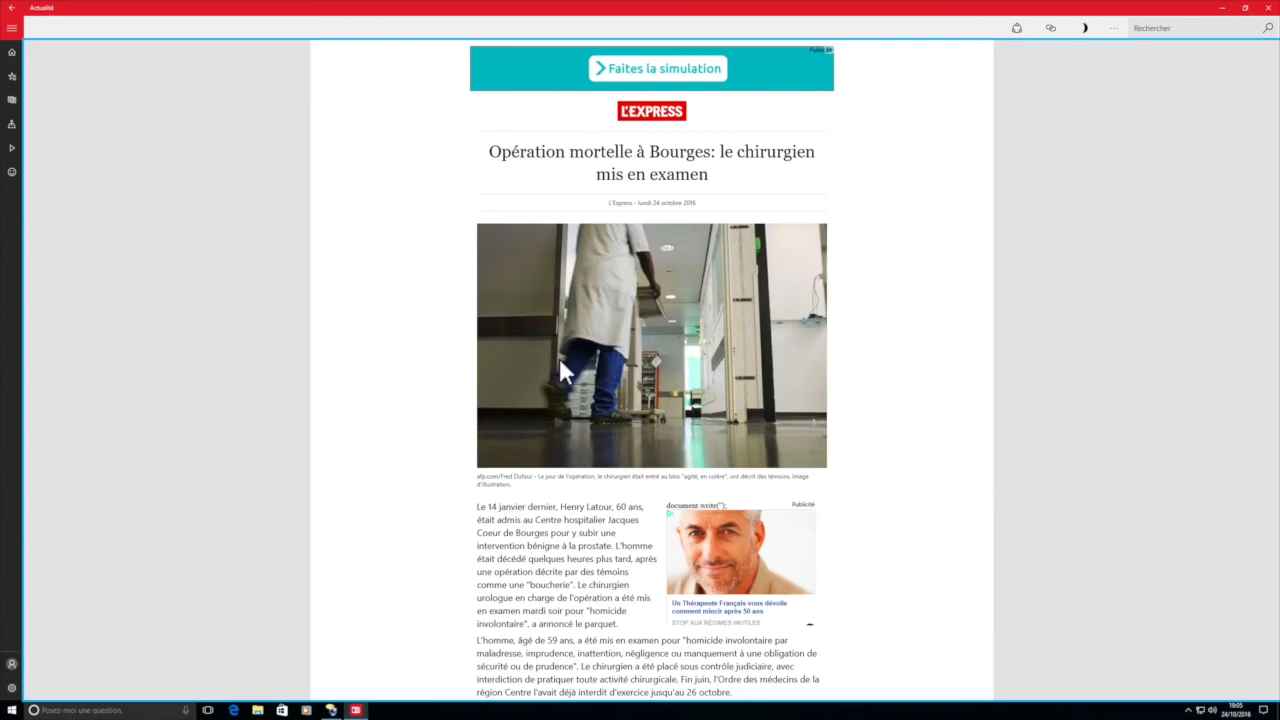 Actualité
Rechercher
Publicité
Faites la simulation
L'EXPRESS
Opération mortelle à Bourges: le chirurgien
mis en examen
L'Express - lundi 24 octobre 2016
afp.com/Fred Dufour - Le jour de l'opération, le chirurgien était entré au bloc "agité, en colère", ont décrit des témoins. Image
d'illustration.
Le 14 janvier dernier, Henry Latour, 60 ans,
était admis au Centre hospitalier Jacques
Coeur de Bourges pour y subir une
intervention bénigne à la prostate. L'homme
était décédé quelques heures plus tard, après
une opération décrite par des témoins
comme une "boucherie". Le chirurgien
urologue en charge de l'opération a été mis
en examen mardi soir pour "homicide
involontaire", a annoncé le parquet.
document.write('');
Publicité
Un Thérapeute Français vous dévoile
comment mincir après 50 ans
STOP AUX RÉGIMES INUTILES
L'homme, âgé de 59 ans, a été mis en examen pour "homicide involontaire par
maladresse, imprudence, inattention, négligence ou manquement à une obligation de
sécurité ou de prudence". Le chirurgien a été placé sous contrôle judiciaire, avec
interdiction de pratiquer toute activité chirurgicale. Fin juin, l'Ordre des médecins de la
région Centre l'avait déjà interdit d'exercice jusqu'au 26 octobre.
Posez-moi une question.
19:05
24/10/2016